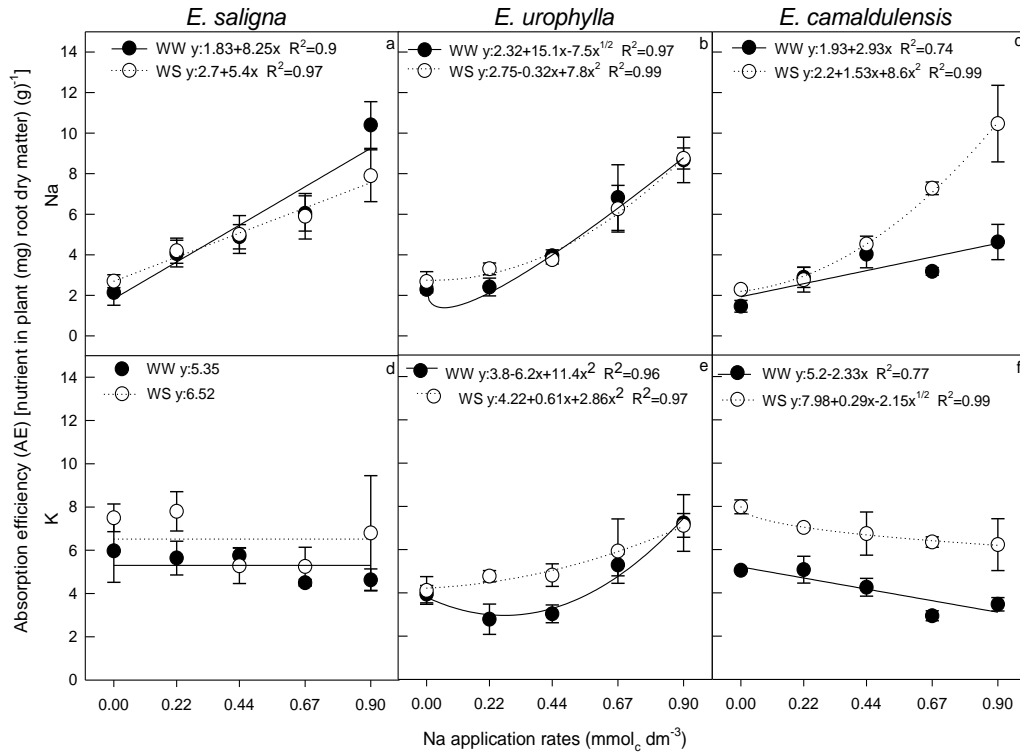 E. saligna E. urophylla E. camaldulensis
Absorption efficiency (AE) [nutrient in plant (mg) root dry matter) (g)⁻¹]
Na
14
12
10
8
6
4
2
0
WW y:1.83+8.25x R²=0.9
WS y:2.7+5.4x R²=0.97
a
WW y:2.32+15.1x-7.5x¹/² R²=0.97
WS y:2.75-0.32x+7.8x² R²=0.99
b
WW y:1.93+2.93x R²=0.74
WS y:2.2+1.53x+8.6x² R²=0.99
K
14
12
10
8
6
4
2
0
WW y:5.35
WS y:6.52
d
WW y:3.8-6.2x+11.4x² R²=0.96
WS y:4.22+0.61x+2.86x² R²=0.97
e
WW y:5.2-2.33x R²=0.77
WS y:7.98+0.29x-2.15x¹/² R²=0.99
f
0.00 0.22 0.44 0.67 0.90 0.00 0.22 0.44 0.67 0.90 0.00 0.22 0.44 0.67 0.90
Na application rates (mmol꜀ dm⁻³)